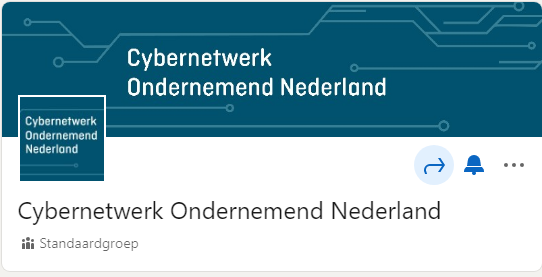 Cybernetwerk
Ondernemend Nederland
Cybernetwerk
Ondernemend
Nederland
Cybernetwerk Ondernemend Nederland
Standaardgroep